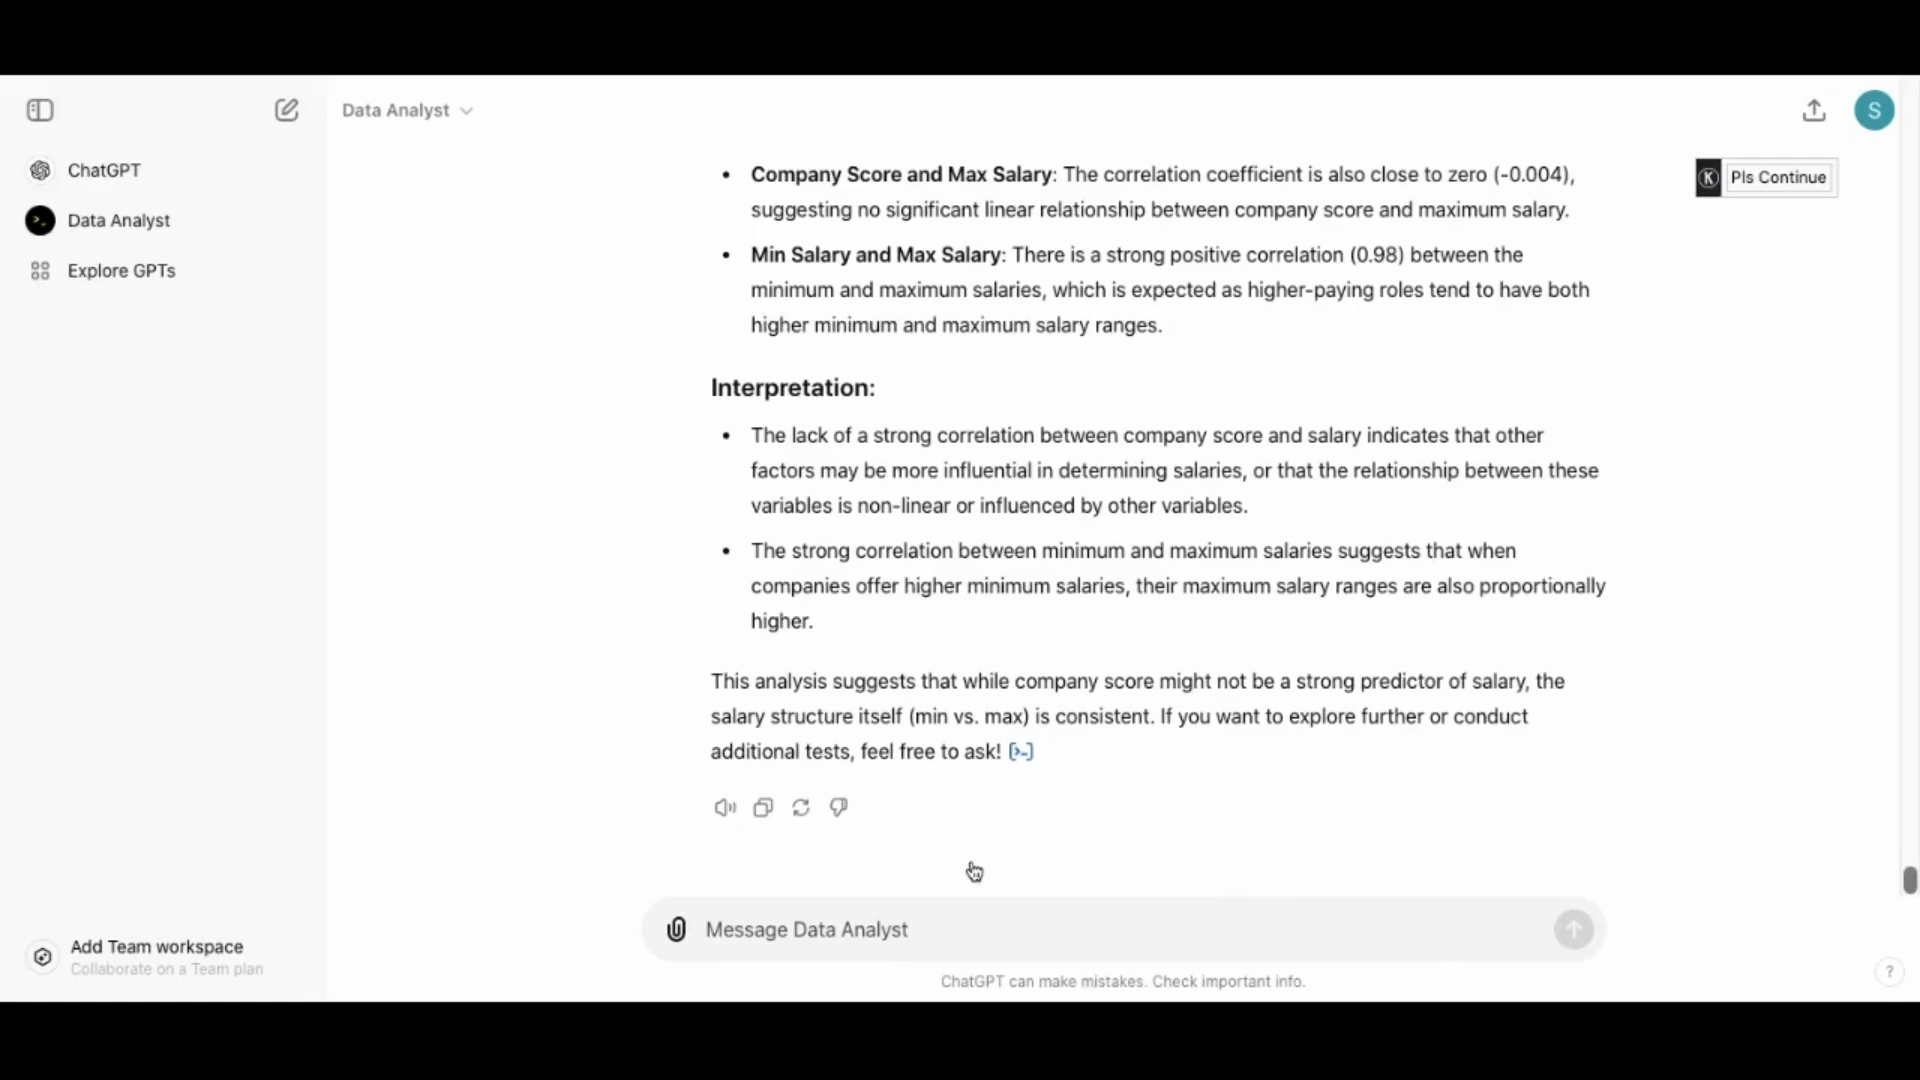 Data Analyst
S
ChatGPT
Data Analyst
Explore GPTs
K Pls Continue
• Company Score and Max Salary: The correlation coefficient is also close to zero (-0.004),
suggesting no significant linear relationship between company score and maximum salary.
• Min Salary and Max Salary: There is a strong positive correlation (0.98) between the
minimum and maximum salaries, which is expected as higher-paying roles tend to have both
higher minimum and maximum salary ranges.
Interpretation:
• The lack of a strong correlation between company score and salary indicates that other
factors may be more influential in determining salaries, or that the relationship between these
variables is non-linear or influenced by other variables.
• The strong correlation between minimum and maximum salaries suggests that when
companies offer higher minimum salaries, their maximum salary ranges are also proportionally
higher.
This analysis suggests that while company score might not be a strong predictor of salary, the
salary structure itself (min vs. max) is consistent. If you want to explore further or conduct
additional tests, feel free to ask! [>-]
Message Data Analyst
Add Team workspace
Collaborate on a Team plan
ChatGPT can make mistakes. Check important info.
?